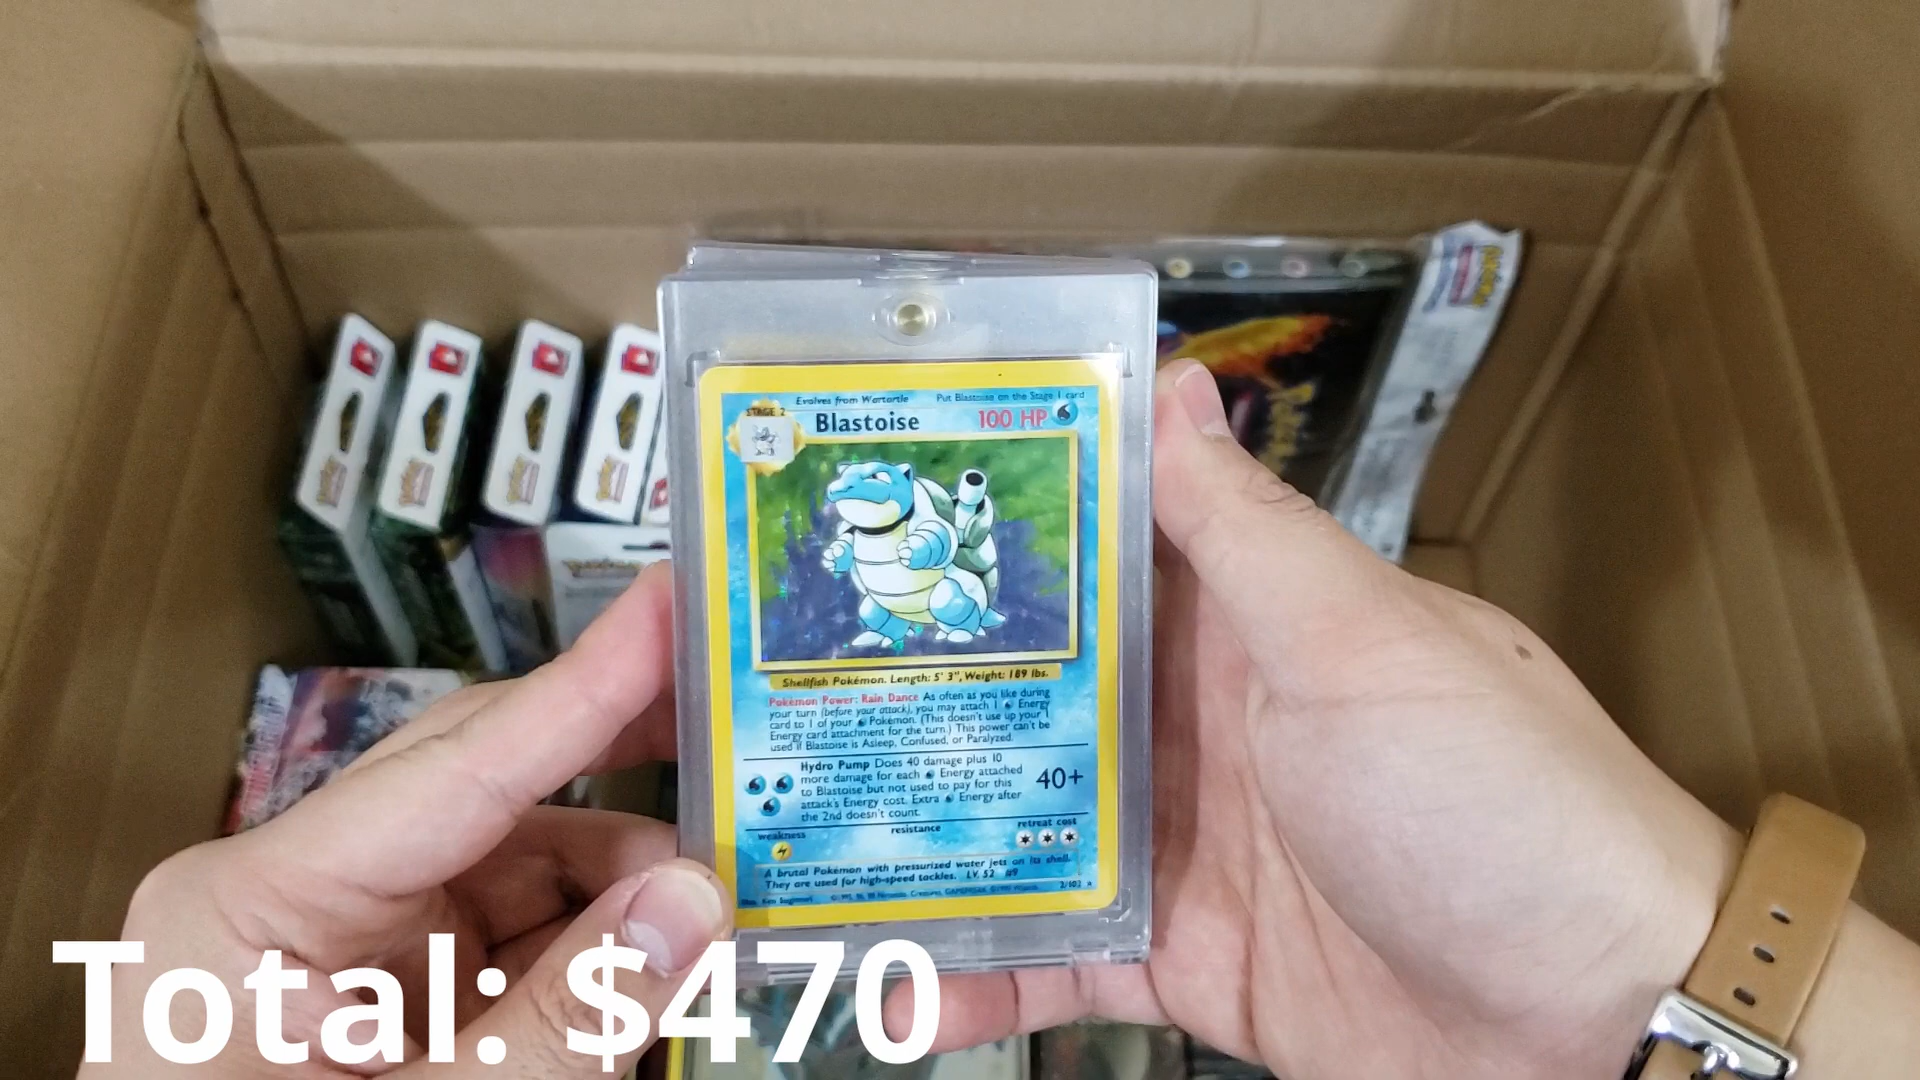 Evolves from Wartortle
Put Blastoise on the Stage 1 card
STAGE 2
Blastoise
100 HP
Shellfish Pokémon. Length: 5' 3", Weight: 189 lbs.
Pokémon Power: Rain Dance As often as you like during
your turn (before your attack), you may attach 1 Energy
card to 1 of your Pokémon. (This doesn't use up your 1
Energy card attachment for the turn.) This power can't be
used if Blastoise is Asleep, Confused, or Paralyzed.
Hydro Pump Does 40 damage plus 10
more damage for each Energy attached
to Blastoise but not used to pay for this
attack's Energy cost. Extra Energy after
the 2nd doesn't count.
40+
weakness
resistance
retreat cost
A brutal Pokémon with pressurized water jets on its shell.
They are used for high-speed tackles. LV. 52 #9
Illus. Ken Sugimori
2/102
Total: $470